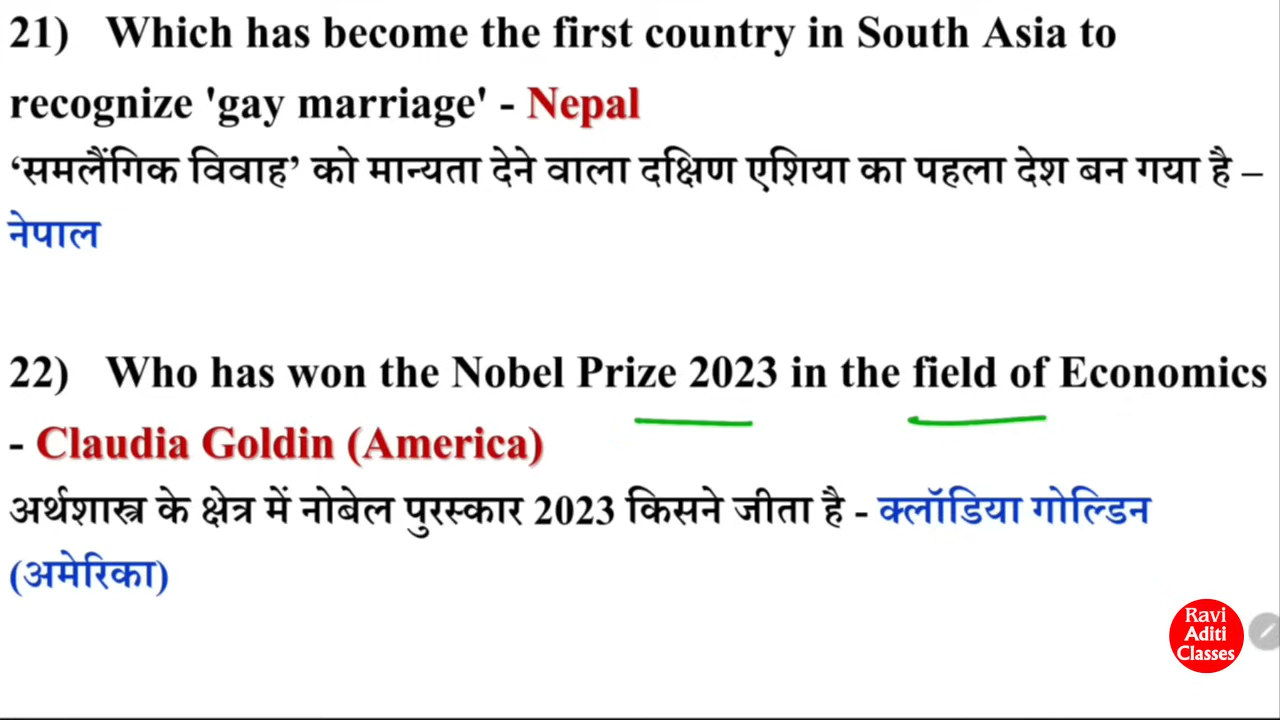 21) Which has become the first country in South Asia to
recognize 'gay marriage' - Nepal
‘समलैंगिक विवाह’ को मान्यता देने वाला दक्षिण एशिया का पहला देश बन गया है –
नेपाल
22) Who has won the Nobel Prize 2023 in the field of Economics
- Claudia Goldin (America)
अर्थशास्त्र के क्षेत्र में नोबेल पुरस्कार 2023 किसने जीता है - क्लॉडिया गोल्डिन
(अमेरिका)
Ravi
Aditi
Classes